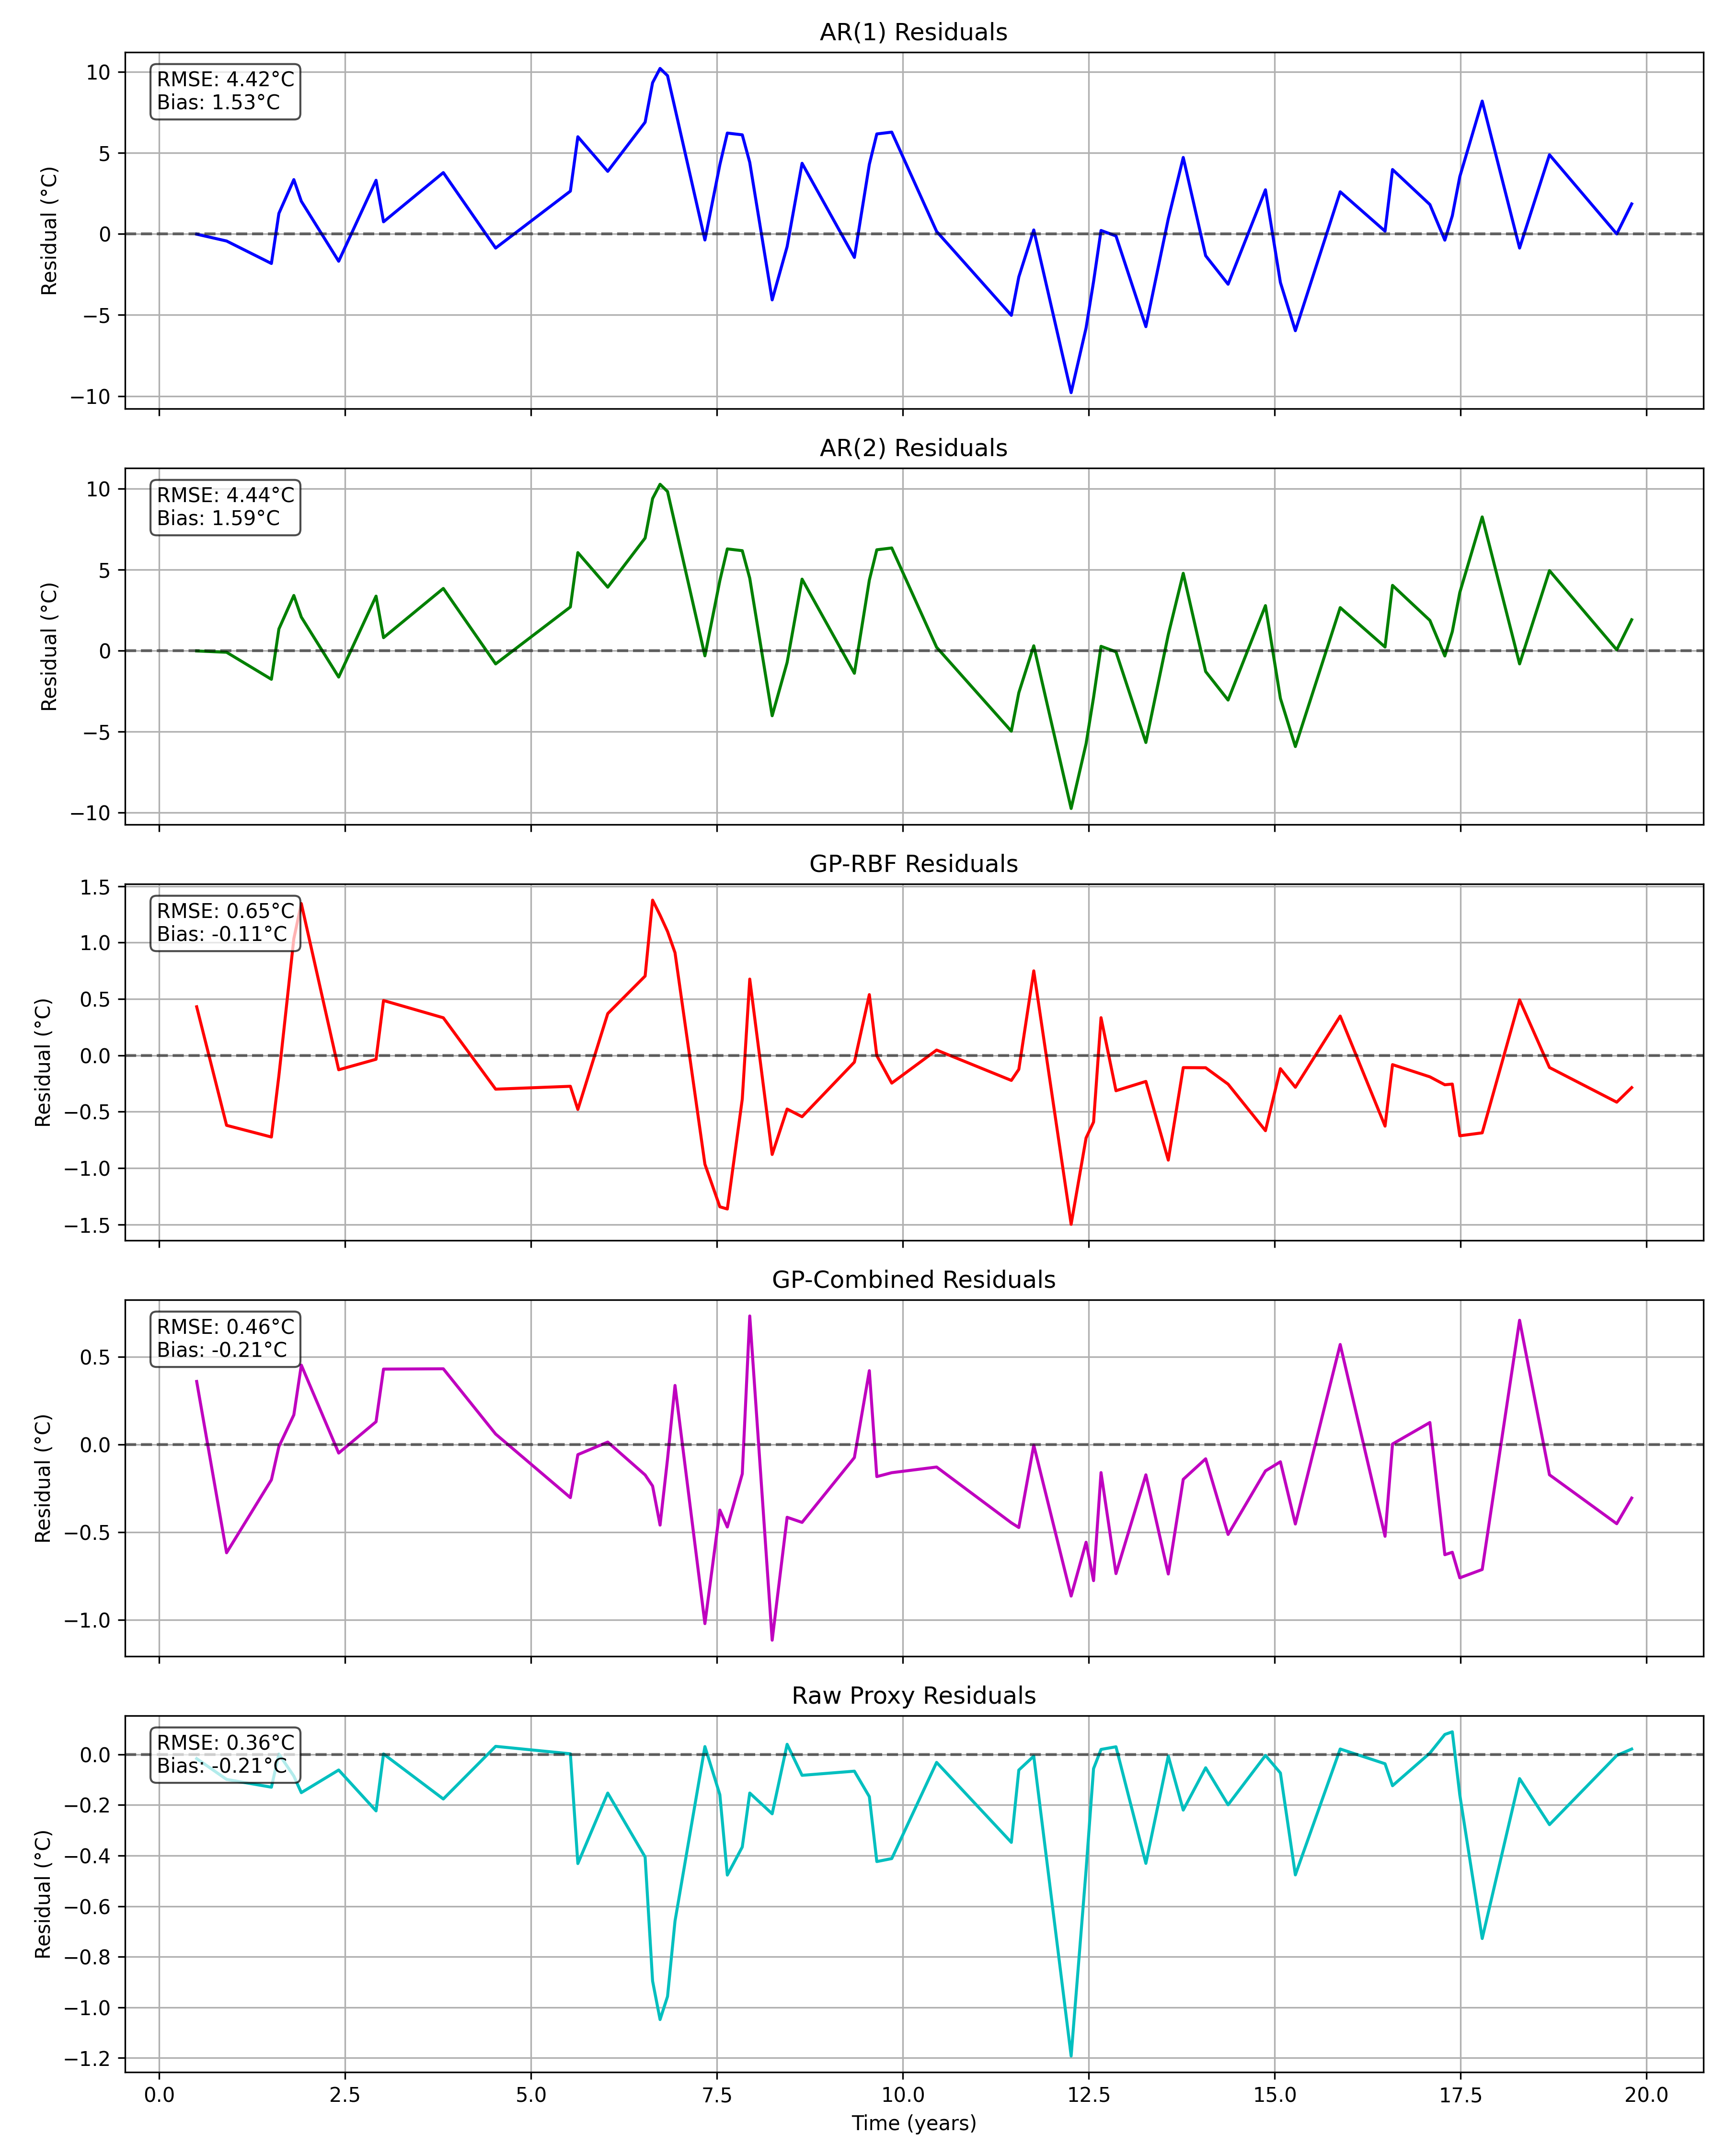 AR(1) Residuals
RMSE: 4.42°C
Bias: 1.53°C
Residual (°C)
10
5
0
−5
−10
AR(2) Residuals
RMSE: 4.44°C
Bias: 1.59°C
Residual (°C)
10
5
0
−5
−10
GP-RBF Residuals
RMSE: 0.65°C
Bias: -0.11°C
Residual (°C)
1.5
1.0
0.5
0.0
−0.5
−1.0
−1.5
GP-Combined Residuals
RMSE: 0.46°C
Bias: -0.21°C
Residual (°C)
0.5
0.0
−0.5
−1.0
Raw Proxy Residuals
RMSE: 0.36°C
Bias: -0.21°C
Residual (°C)
0.0
−0.2
−0.4
−0.6
−0.8
−1.0
−1.2
0.0 2.5 5.0 7.5 10.0 12.5 15.0 17.5 20.0
Time (years)